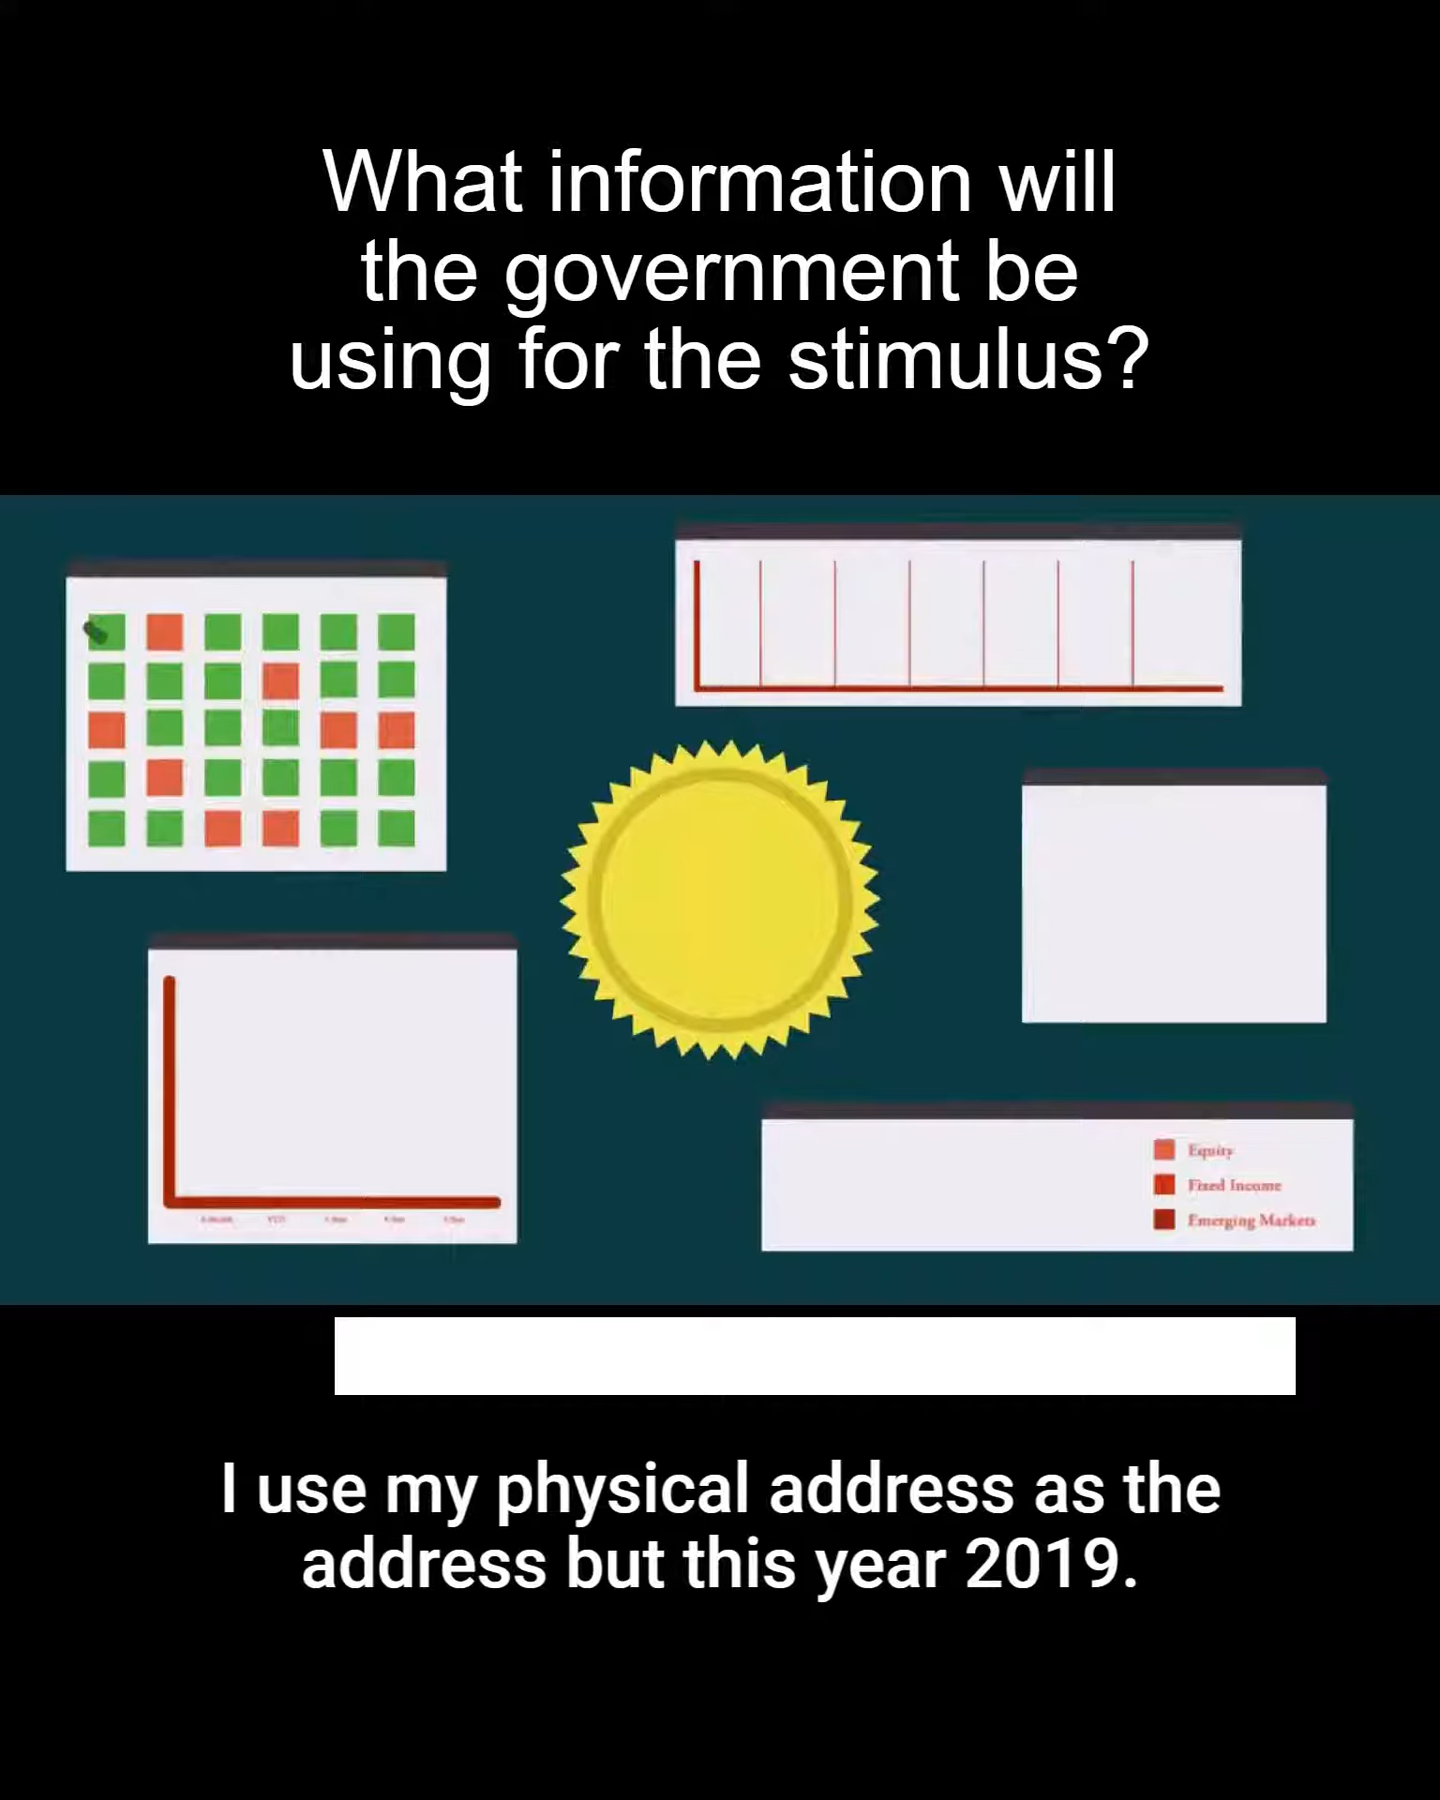 What information will
the government be
using for the stimulus?
Equity
Fixed Income
Emerging Markets
I use my physical address as the
address but this year 2019.